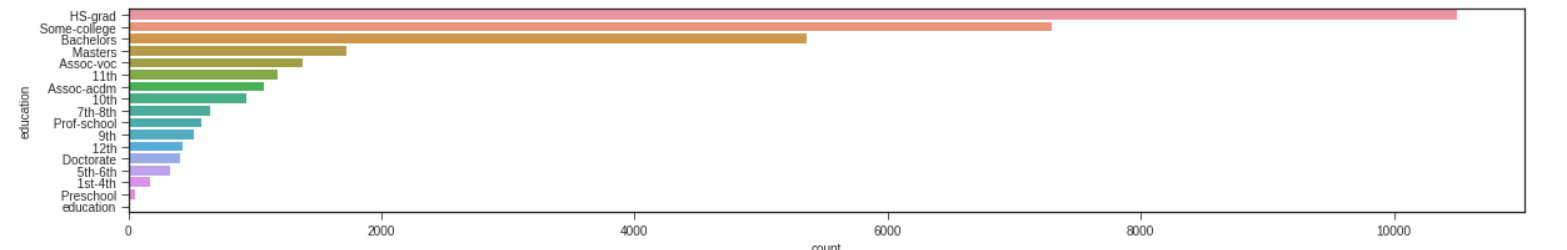 HS-grad
Some-college
Bachelors
Masters
Assoc-voc
11th
Assoc-acdm
10th
7th-8th
Prof-school
9th
12th
Doctorate
5th-6th
1st-4th
Preschool
education
education
0 2000 4000 6000 8000 10000
count